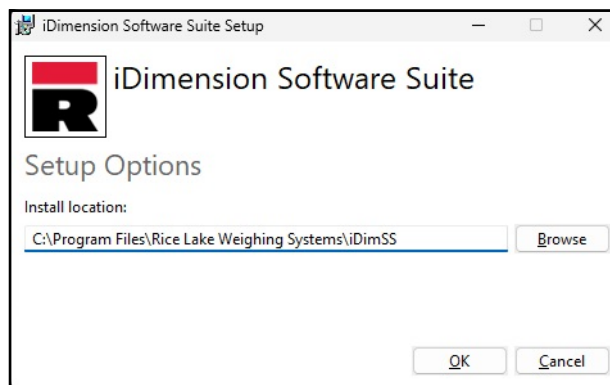 iDimension Software Suite Setup
R
iDimension Software Suite
Setup Options
Install location:
C:\Program Files\Rice Lake Weighing Systems\iDimSS
Browse
OK
Cancel